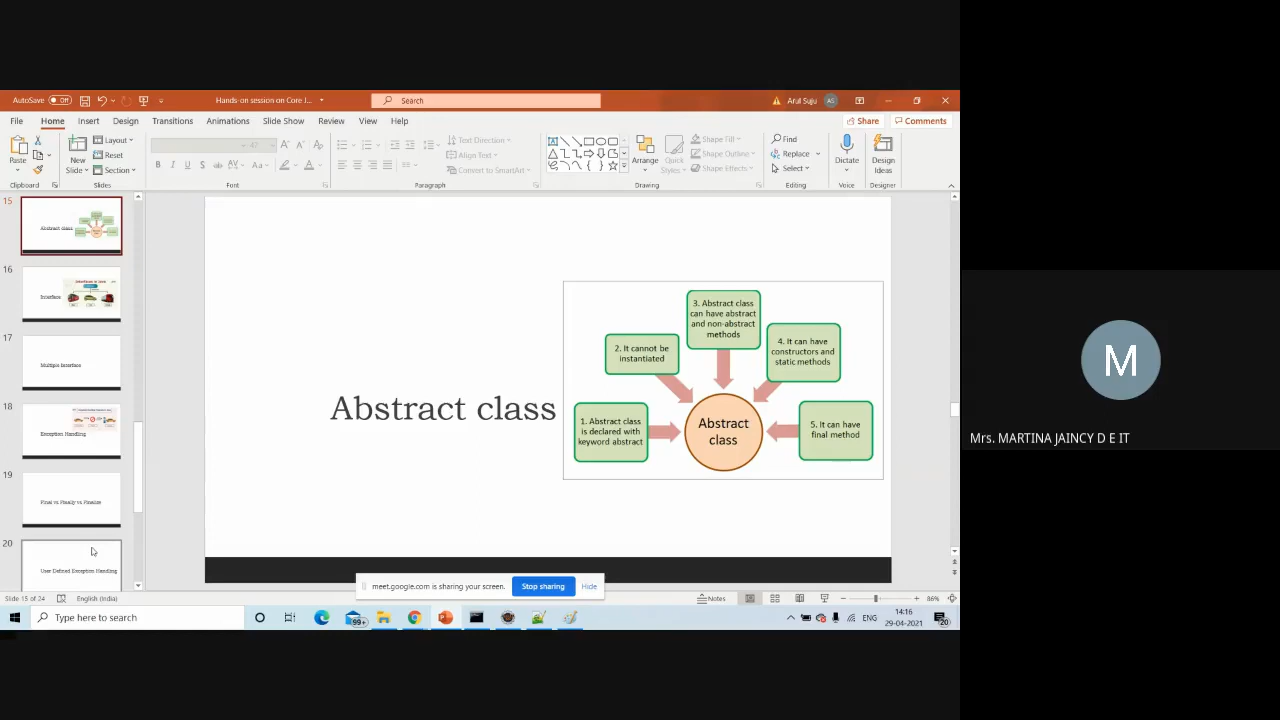 AutoSave Off
Hands-on session on Core J...
Search
Arul Suju AS
File Home Insert Design Transitions Animations Slide Show Review View Help
Share Comments
Paste
New
Slide
Layout
Reset
Section
Text Direction
Align Text
Convert to SmartArt
Arrange
Quick
Styles
Shape Fill
Shape Outline
Shape Effects
Find
Replace
Select
Dictate
Design
Ideas
Clipboard Slides Font Paragraph Drawing Editing Voice Designer
15
Abstract class
16
Interface
17
Multiple Interface
18
Exception Handling
19
Final vs Finally vs Finalize
20
User Defined Exception Handling
Abstract class
3. Abstract class
can have abstract
and non-abstract
methods
2. It cannot be
instantiated
4. It can have
constructors and
static methods
1. Abstract class
is declared with
keyword abstract
Abstract
class
5. It can have
final method
M
Mrs. MARTINA JAINCY D E IT
meet.google.com is sharing your screen. Stop sharing Hide
Slide 15 of 24 English (India) Notes 86%
Type here to search
99+
ENG
14:16
29-04-2021
20